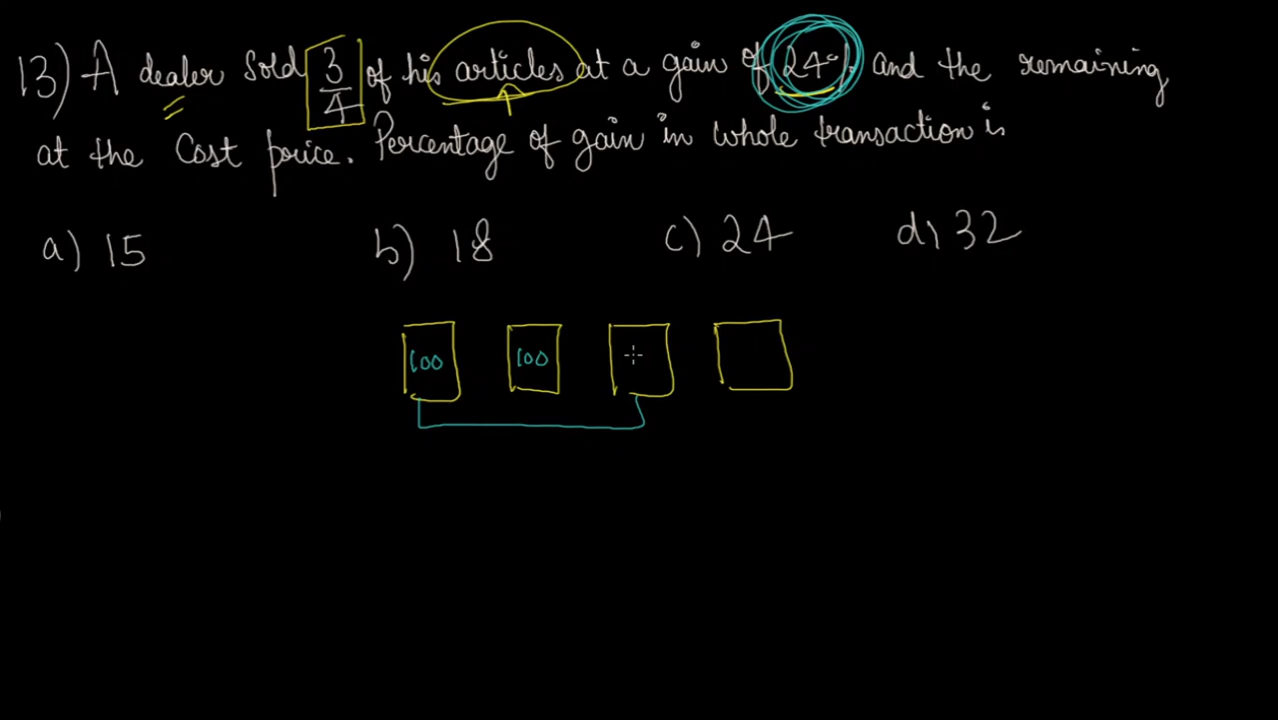 13) A dealer sold 3/4 of his articles at a gain of 24% and the remaining
at the cost price. Percentage of gain in whole transaction is
a) 15 b) 18 c) 24 d) 32
100 100